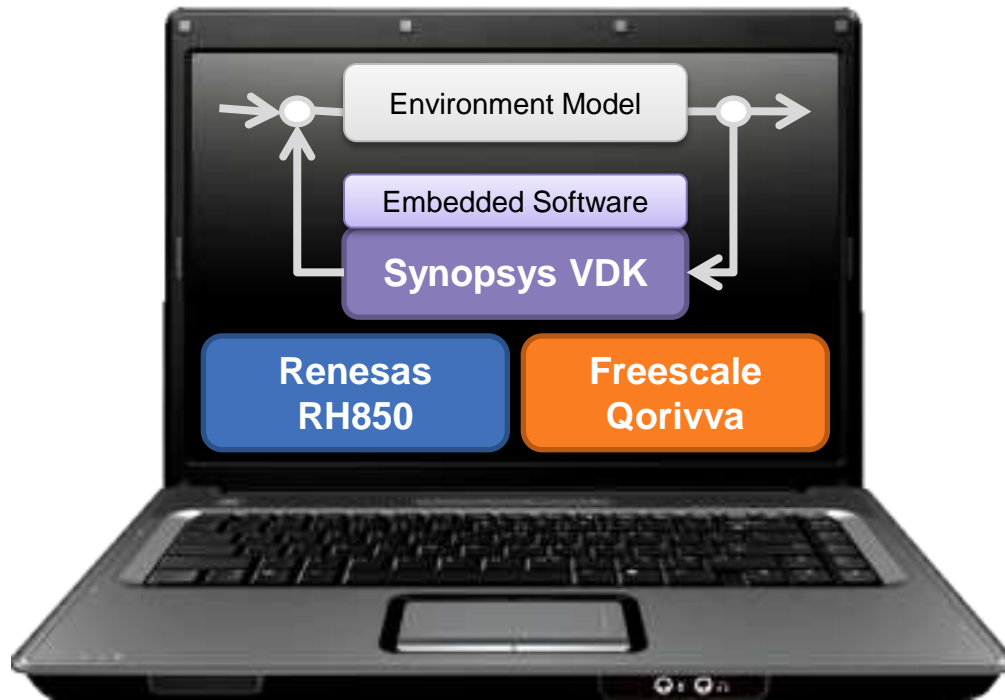 Environment Model
Embedded Software
Synopsys VDK
Renesas
RH850
Freescale
Qorivva